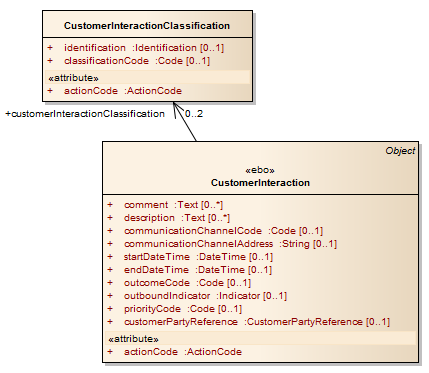 CustomerInteractionClassification
+ identification :Identification [0..1]
+ classificationCode :Code [0..1]
«attribute»
+ actionCode :ActionCode
+customerInteractionClassification 0..2
Object
«ebo»
CustomerInteraction
+ comment :Text [0..*]
+ description :Text [0..*]
+ communicationChannelCode :Code [0..1]
+ communicationChannelAddress :String [0..1]
+ startDateTime :DateTime [0..1]
+ endDateTime :DateTime [0..1]
+ outcomeCode :Code [0..1]
+ outboundIndicator :Indicator [0..1]
+ priorityCode :Code [0..1]
+ customerPartyReference :CustomerPartyReference [0..1]
«attribute»
+ actionCode :ActionCode